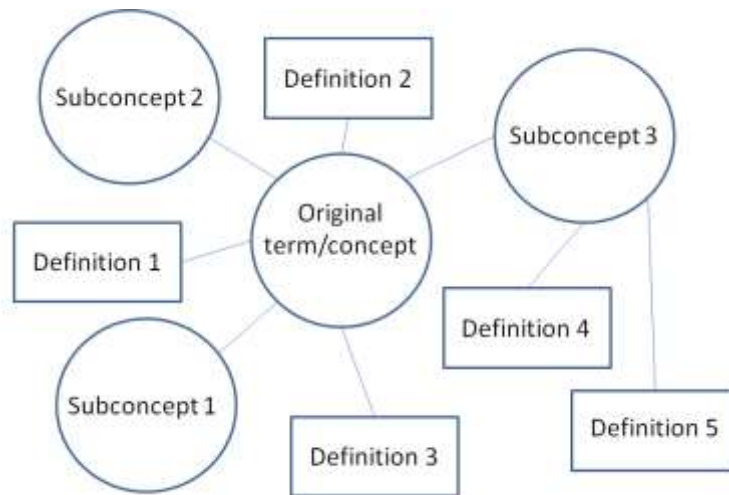 Subconcept 2
Definition 2
Subconcept 3
Original
term/concept
Definition 1
Definition 4
Subconcept 1
Definition 3
Definition 5